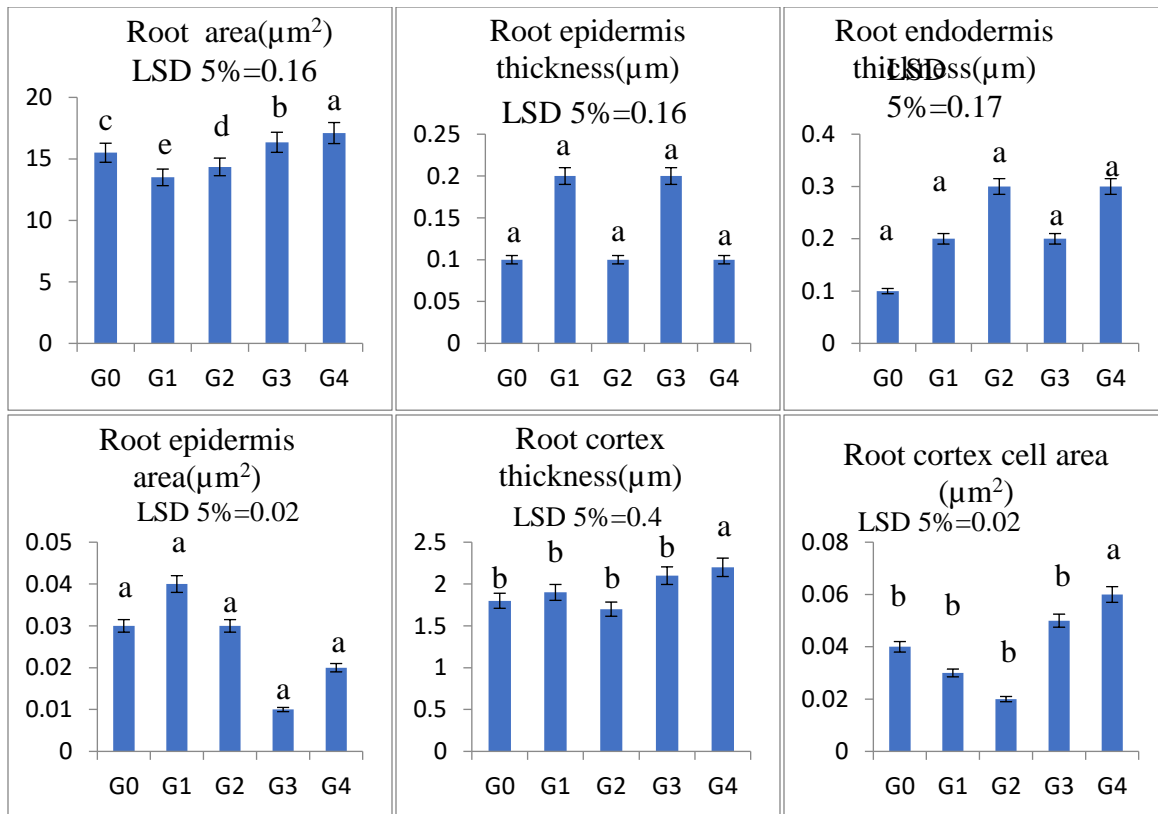 Root area(µm²)
LSD 5%=0.16
c
e
d
b
a
20
15
10
5
0
G0 G1 G2 G3 G4
Root epidermis
thickness(µm)
LSD 5%=0.16
a
a
a
a
a
0.25
0.2
0.15
0.1
0.05
0
G0 G1 G2 G3 G4
Root endodermis
thickness(µm)
LSD
5%=0.17
a
a
a
a
a
0.4
0.3
0.2
0.1
0
G0 G1 G2 G3 G4
Root epidermis
area(µm²)
LSD 5%=0.02
a
a
a
a
a
0.05
0.04
0.03
0.02
0.01
0
G0 G1 G2 G3 G4
Root cortex
thickness(µm)
LSD 5%=0.4
b
b
b
b
a
2.5
2
1.5
1
0.5
0
G0 G1 G2 G3 G4
Root cortex cell area
(µm²)
LSD 5%=0.02
b
b
b
b
a
0.08
0.06
0.04
0.02
0
G0 G1 G2 G3 G4